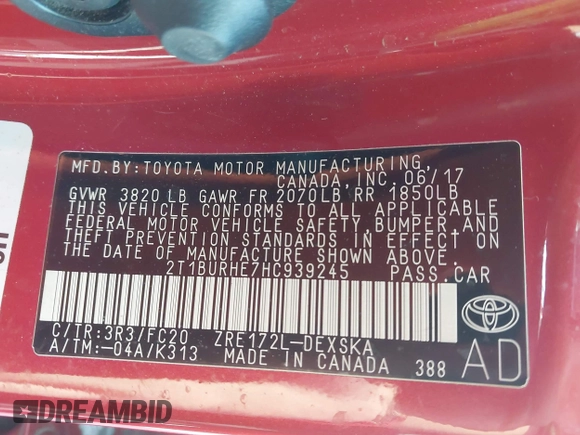 MFD.BY:TOYOTA MOTOR MANUFACTURING
CANADA, INC. 06/17
GVWR 3820 LB GAWR FR 2070LB RR 1850LB
THIS VEHICLE CONFORMS TO ALL APPLICABLE
FEDERAL MOTOR VEHICLE SAFETY, BUMPER, AND
THEFT PREVENTION STANDARDS IN EFFECT ON
THE DATE OF MANUFACTURE SHOWN ABOVE.
2T1BURHE7HC939245 PASS.CAR
C/TR:3R3/FC20 ZRE172L-DEXSKA
A/TM:-04A/K313 MADE IN CANADA 388 AD
DREAMBID